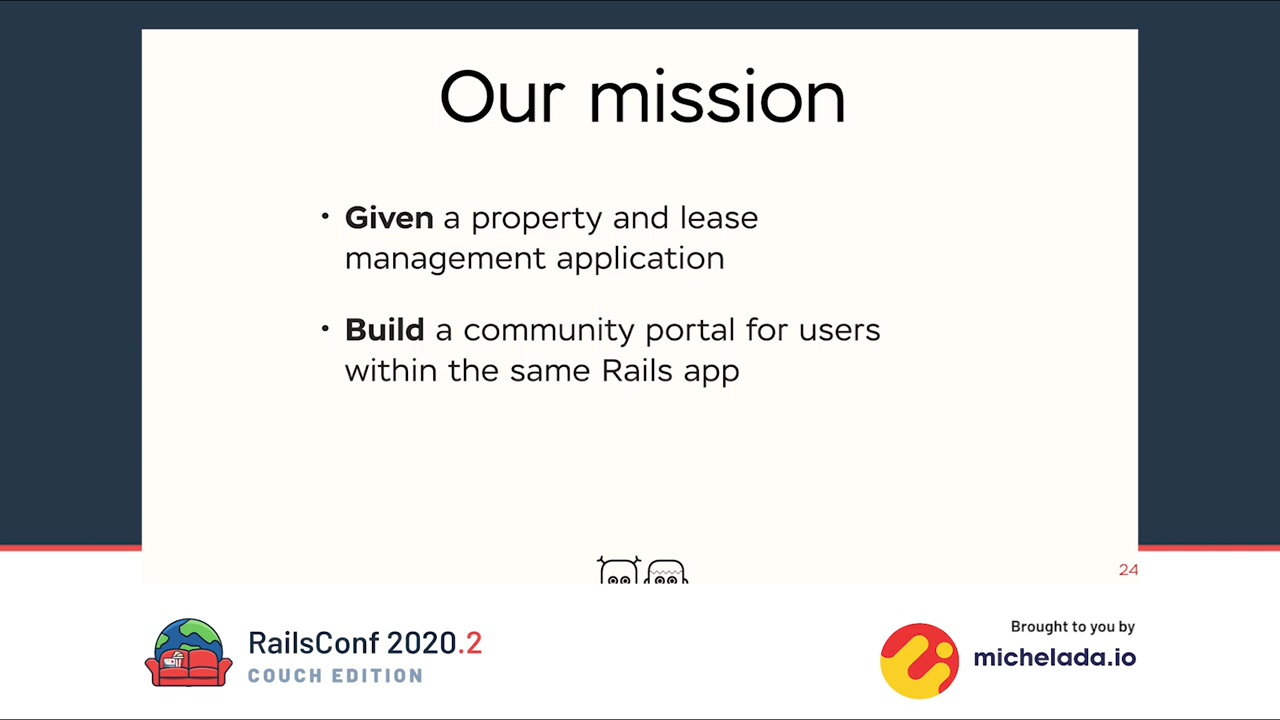 Our mission
• Given a property and lease
management application
• Build a community portal for users
within the same Rails app
24
RailsConf 2020.2
COUCH EDITION
Brought to you by
michelada.io